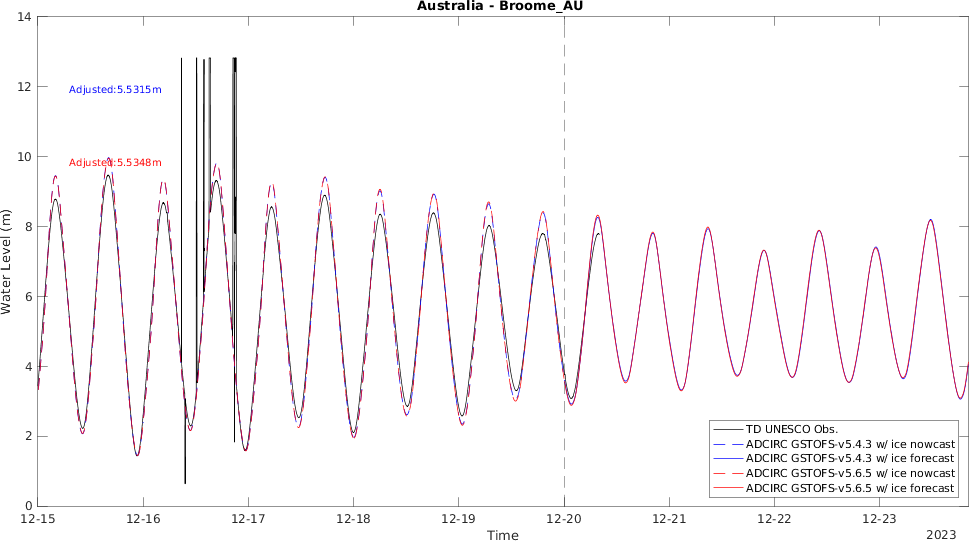 Australia - Broome_AU
14
Adjusted:5.5315m
12
Adjusted:5.5348m
10
8
Water Level (m)
6
4
2
0
TD UNESCO Obs.
ADCIRC GSTOFS-v5.4.3 w/ ice nowcast
ADCIRC GSTOFS-v5.4.3 w/ ice forecast
ADCIRC GSTOFS-v5.6.5 w/ ice nowcast
ADCIRC GSTOFS-v5.6.5 w/ ice forecast
12-15 12-16 12-17 12-18 12-19 12-20 12-21 12-22 12-23
Time
2023